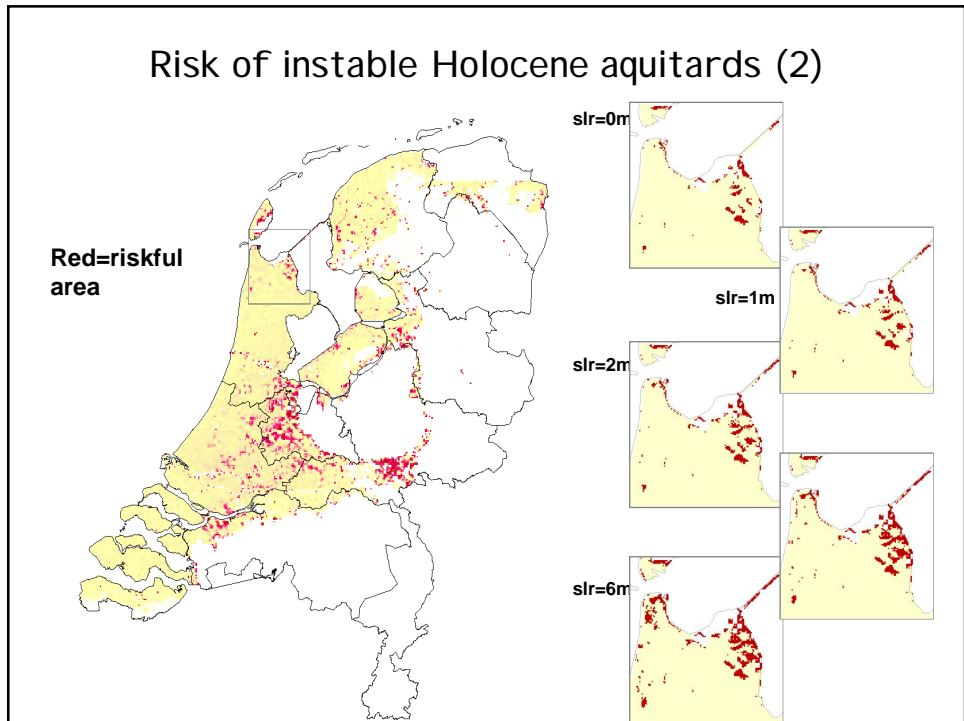 Risk of instable Holocene aquitards (2)
slr=0m
Red=riskful
area
slr=1m
slr=2m
slr=6m